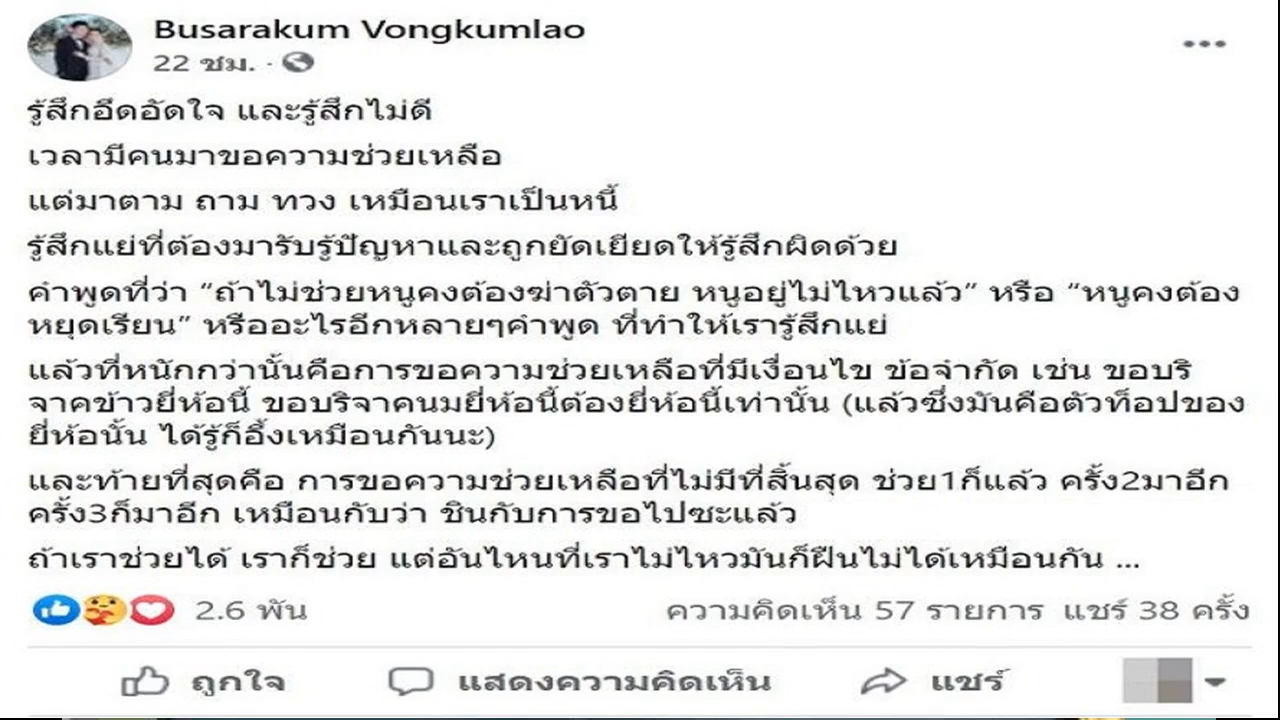 Busarakum Vongkumlao
22 ชม. ·
รู้สึกอึดอัดใจ และรู้สึกไม่ดี
เวลามีคนมาขอความช่วยเหลือ
แต่มาตาม ถาม ทวง เหมือนเราเป็นหนี้
รู้สึกแย่ที่ต้องมารับรู้ปัญหาและถูกยัดเยียดให้รู้สึกผิดด้วย
คำพูดที่ว่า “ถ้าไม่ช่วยหนูคงต้องฆ่าตัวตาย หนูอยู่ไม่ไหวแล้ว” หรือ “หนูคงต้อง
หยุดเรียน” หรืออะไรอีกหลายๆคำพูด ที่ทำให้เรารู้สึกแย่
แล้วที่หนักกว่านั้นคือการขอความช่วยเหลือที่มีเงื่อนไข ข้อจำกัด เช่น ขอบริ
จาคข้าวยี่ห้อนี้ ขอบริจาคนมยี่ห้อนี้ต้องยี่ห้อนี้เท่านั้น (แล้วซึ่งมันคือตัวท็อปของ
ยี่ห้อนั้น ได้รู้ก็อึ้งเหมือนกันนะ)
และท้ายที่สุดคือ การขอความช่วยเหลือที่ไม่มีที่สิ้นสุด ช่วย1ก็แล้ว ครั้ง2มาอีก
ครั้ง3ก็มาอีก เหมือนกับว่า ชินกับการขอไปซะแล้ว
ถ้าเราช่วยได้ เราก็ช่วย แต่อันไหนที่เราไม่ไหวมันก็ฝืนไม่ได้เหมือนกัน ...
2.6 พัน ความคิดเห็น 57 รายการ แชร์ 38 ครั้ง
ถูกใจ แสดงความคิดเห็น แชร์